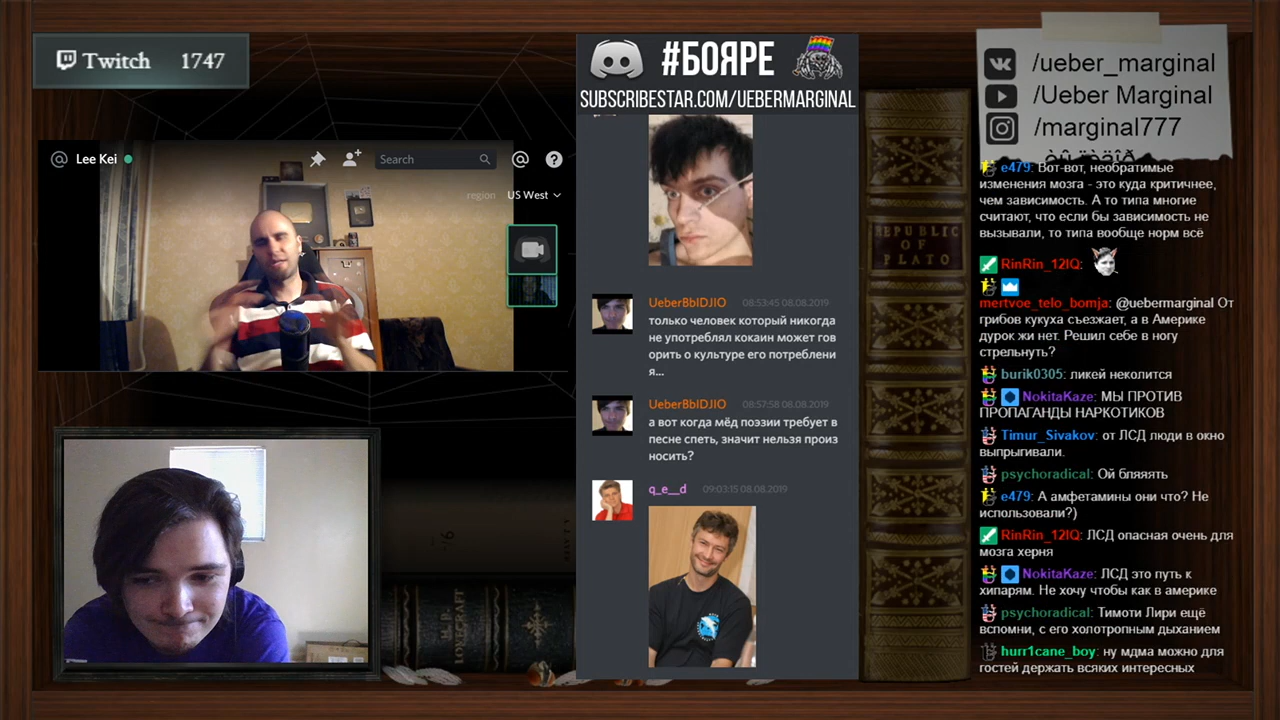 Twitch 1747
@ Lee Kei
Search
@
?
region US West
#БОЯРЕ
SUBSCRIBESTAR.COM/UEBERMARGINAL
UeberBbIDJIO 08:53:45 08.08.2019
только человек который никогда
не употреблял кокаин может гов
орить о культуре его потреблени
я...
UeberBbIDJIO 08:57:58 08.08.2019
а вот когда мёд поэзии требует в
песне спеть, значит нельзя произ
носить?
q_e__d 09:03:15 08.08.2019
H.P.
LOVECRAFT
REPUBLIC
OF
PLATO
/ueber_marginal
/Ueber Marginal
/marginal777
e479: Вот-вот, необратимые
изменения мозга - это куда критичнее,
чем зависимость. А то типа многие
считают, что если бы зависимость не
вызывали, то типа вообще норм всё
RinRin_12IQ:
mertvoe_telo_bomja: @uebermarginal От
грибов кукуха съезжает, а в Америке
дурок жи нет. Решил себе в ногу
стрельнуть?
burik0305: ликей неколится
NokitaKaze: МЫ ПРОТИВ
ПРОПАГАНДЫ НАРКОТИКОВ
Timur_Sivakov: от ЛСД люди в окно
выпрыгивали.
psychoradical: Ой бляяять
e479: А амфетамины они что? Не
использовали?)
RinRin_12IQ: ЛСД опасная очень для
мозга херня
NokitaKaze: ЛСД это путь к
хипарям. Не хочу чтобы как в америке
psychoradical: Тимоти Лири ещё
вспомни, с его холотропным дыханием
hurr1cane_boy: ну мдма можно для
гостей держать всяких интересных